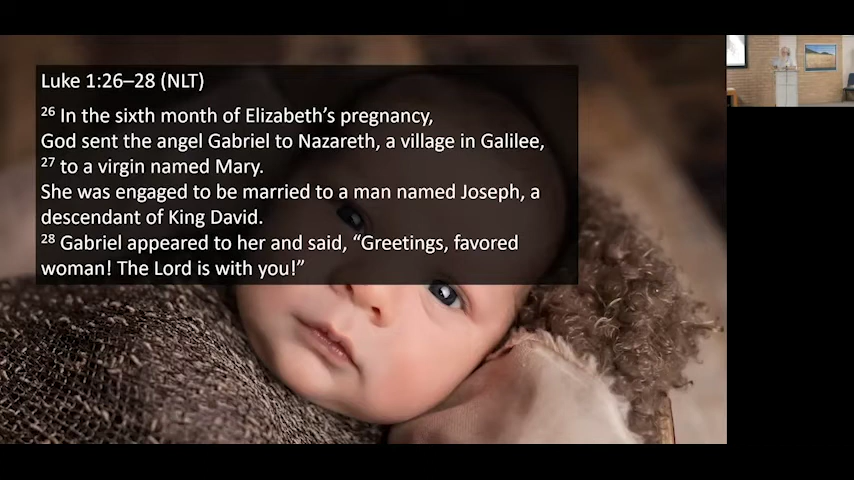 Luke 1:26–28 (NLT)
26 In the sixth month of Elizabeth’s pregnancy,
God sent the angel Gabriel to Nazareth, a village in Galilee,
27 to a virgin named Mary.
She was engaged to be married to a man named Joseph, a
descendant of King David.
28 Gabriel appeared to her and said, “Greetings, favored
woman! The Lord is with you!”